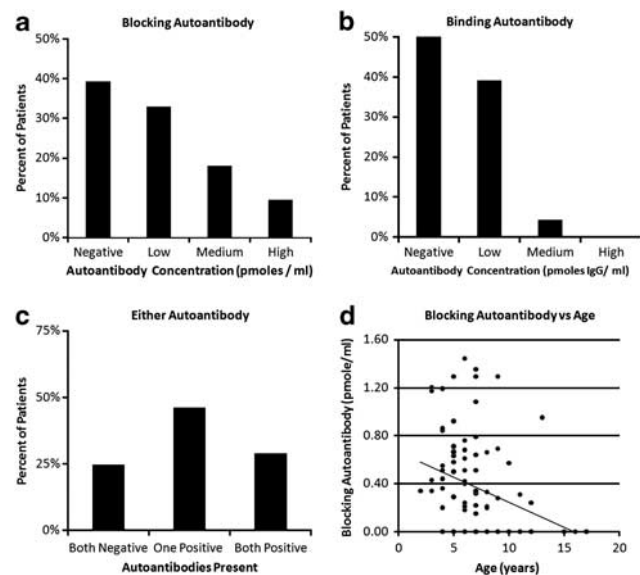 a
Blocking Autoantibody
50%
40%
30%
20%
10%
0%
Percent of Patients
Negative Low Medium High
Autoantibody Concentration (pmoles / ml)
b
Binding Autoantibody
50%
40%
30%
20%
10%
0%
Percent of Patients
Negative Low Medium High
Autoantibody Concentration (pmoles IgG/ ml)
c
Either Autoantibody
75%
50%
25%
0%
Percent of Patients
Both Negative One Positive Both Positive
Autoantibodies Present
d
Blocking Autoantibody vs Age
1.60
1.20
0.80
0.40
0.00
Blocking Autoantibody (pmole/ml)
0 5 10 15 20
Age (years)